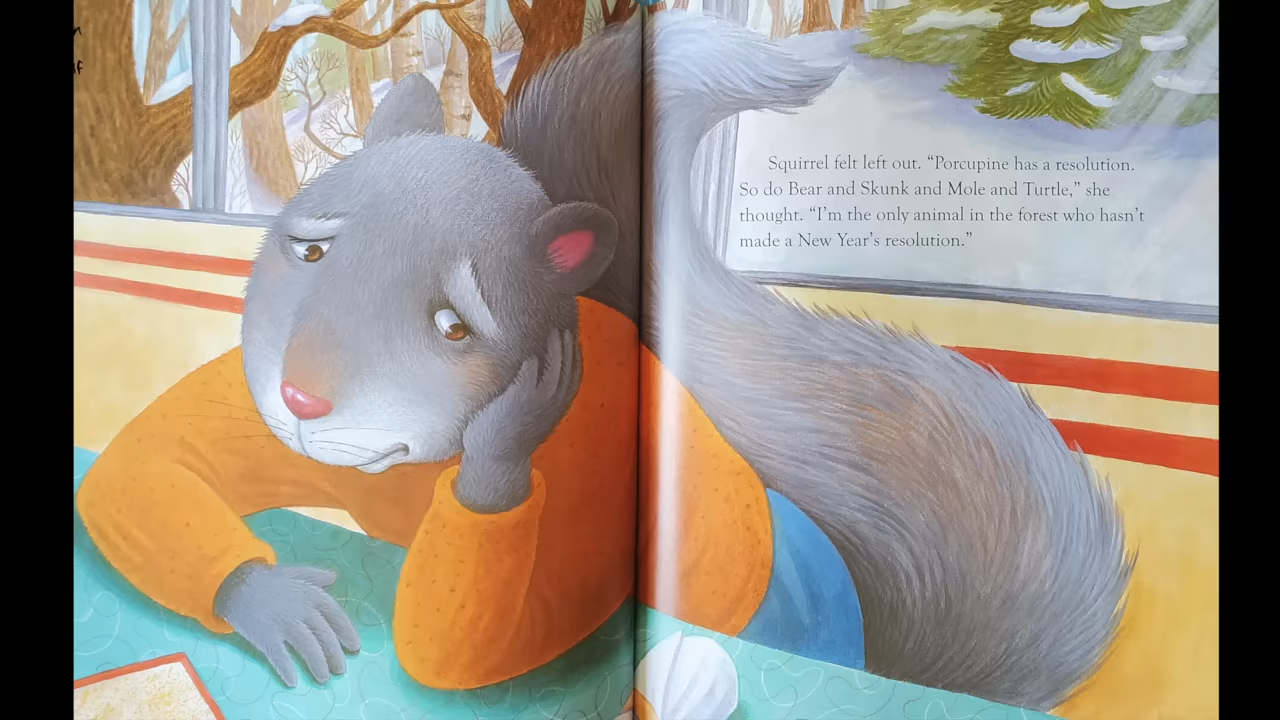 Squirrel felt left out. “Porcupine has a resolution.
So do Bear and Skunk and Mole and Turtle,” she
thought. “I’m the only animal in the forest who hasn’t
made a New Year’s resolution.”